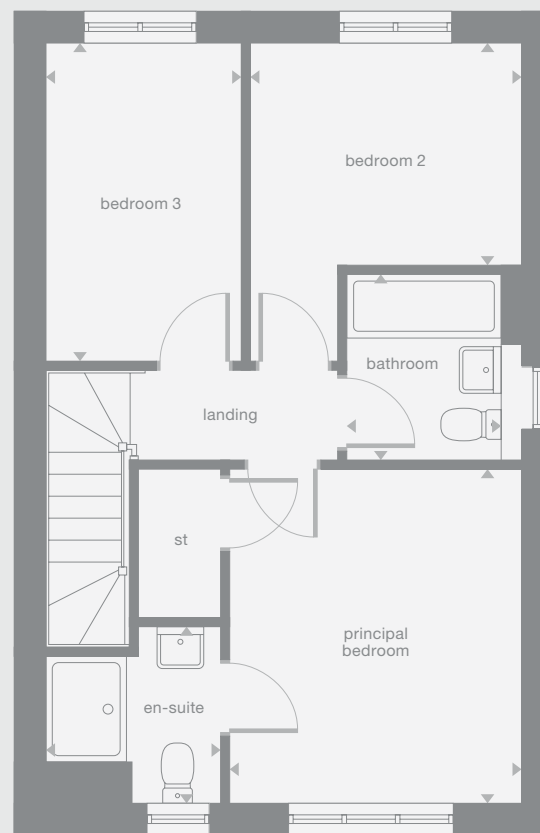 bedroom 3
bedroom 2
bathroom
landing
st
principal
bedroom
en-suite